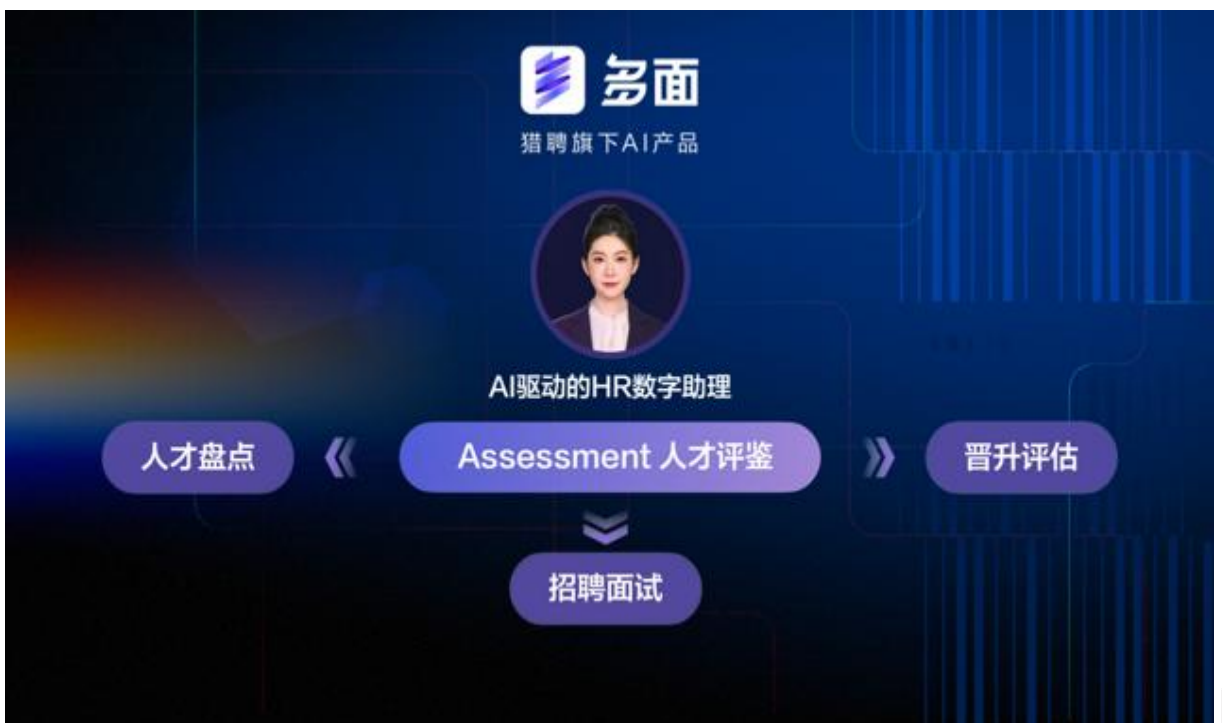 多面
猎聘旗下AI产品
AI驱动的HR数字助理
人才盘点
Assessment 人才评鉴
晋升评估
招聘面试